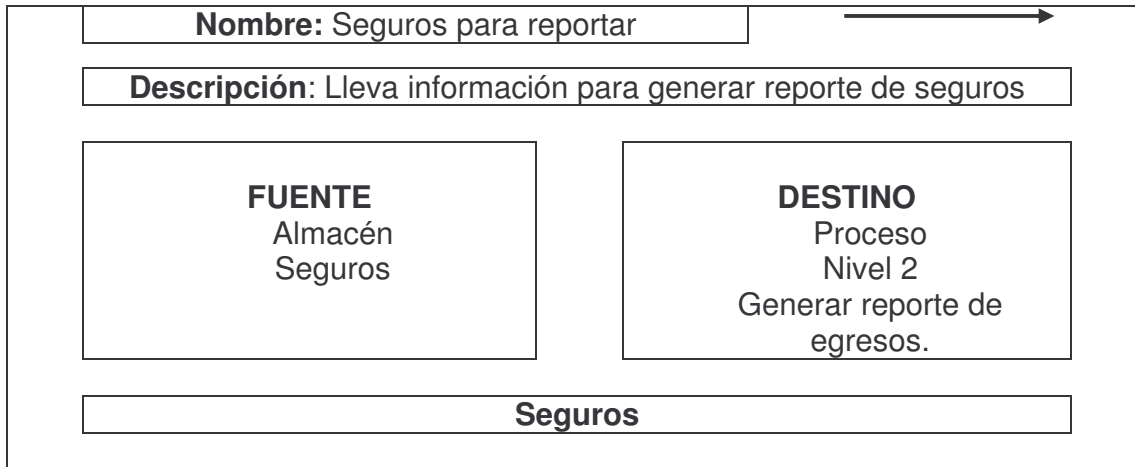 Nombre: Seguros para reportar
Descripción: Lleva información para generar reporte de seguros
FUENTE
Almacén
Seguros
DESTINO
Proceso
Nivel 2
Generar reporte de
egresos.
Seguros